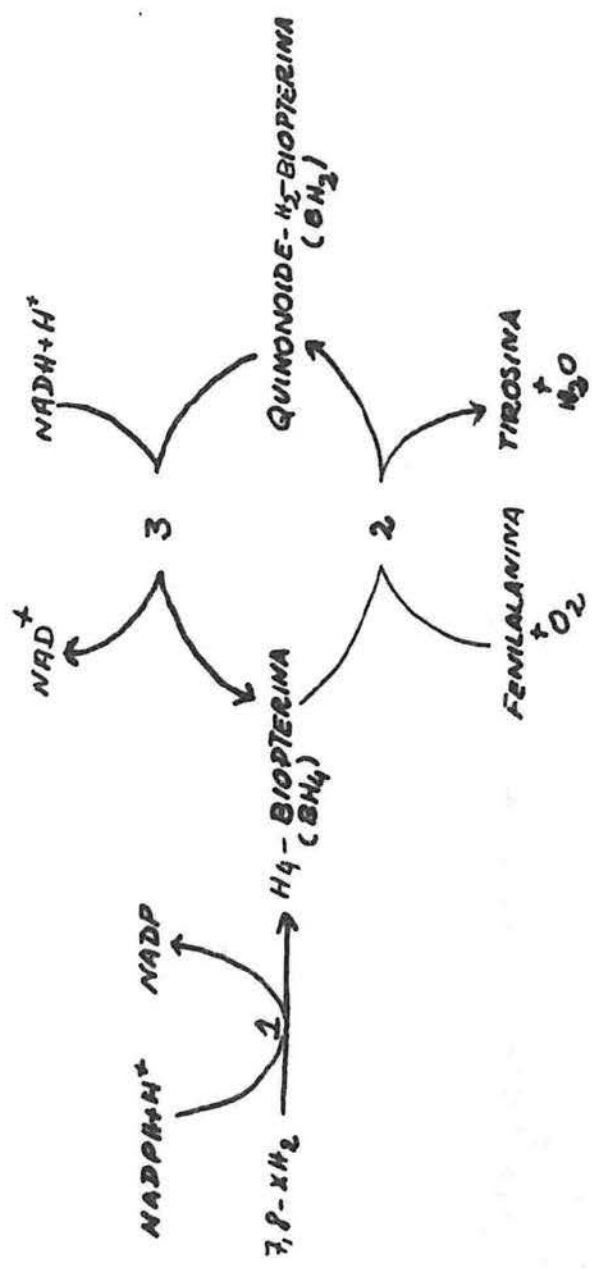 NADPH+H+
NADP
NAD+
NADH+H+
1
3
7,8-XH2
H4-BIOPTERINA
(BH4)
QUINONOIDE-H2-BIOPTERINA
(BH2)
2
FENILALANINA
+
O2
TIROSINA
+
H2O